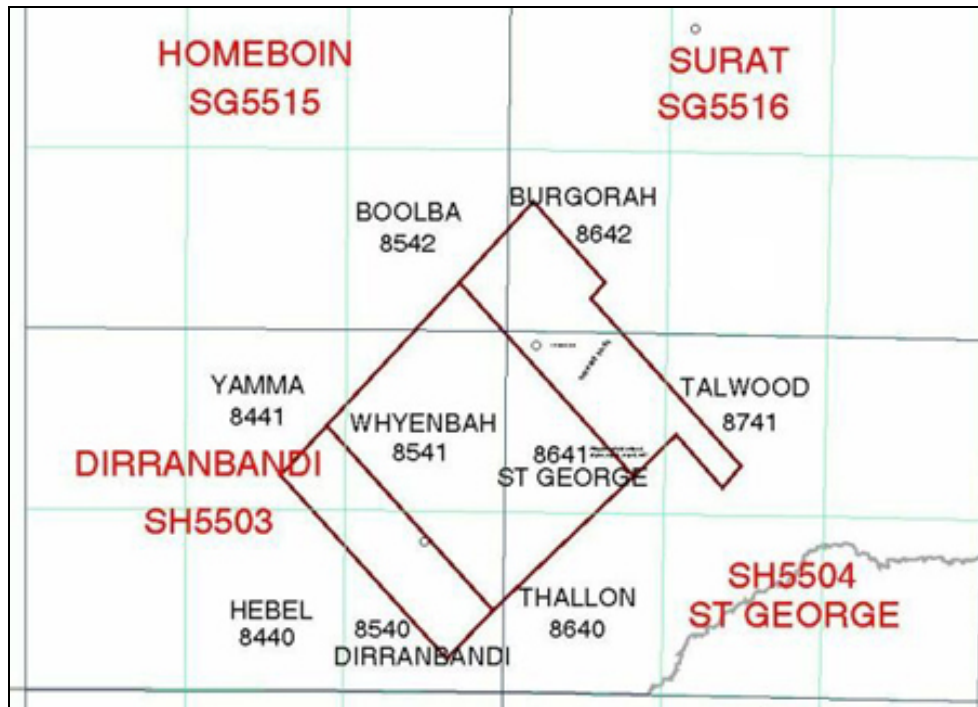 HOMEBOIN
SG5515
SURAT
SG5516
BOOLBA
8542
BURGORAH
8642
YAMMA
8441
WHYENBAH
8541
TALWOOD
8741
8641
ST GEORGE
DIRRANBANDI
SH5503
HEBEL
8440
8540
DIRRANBANDI
THALLON
8640
SH5504
ST GEORGE